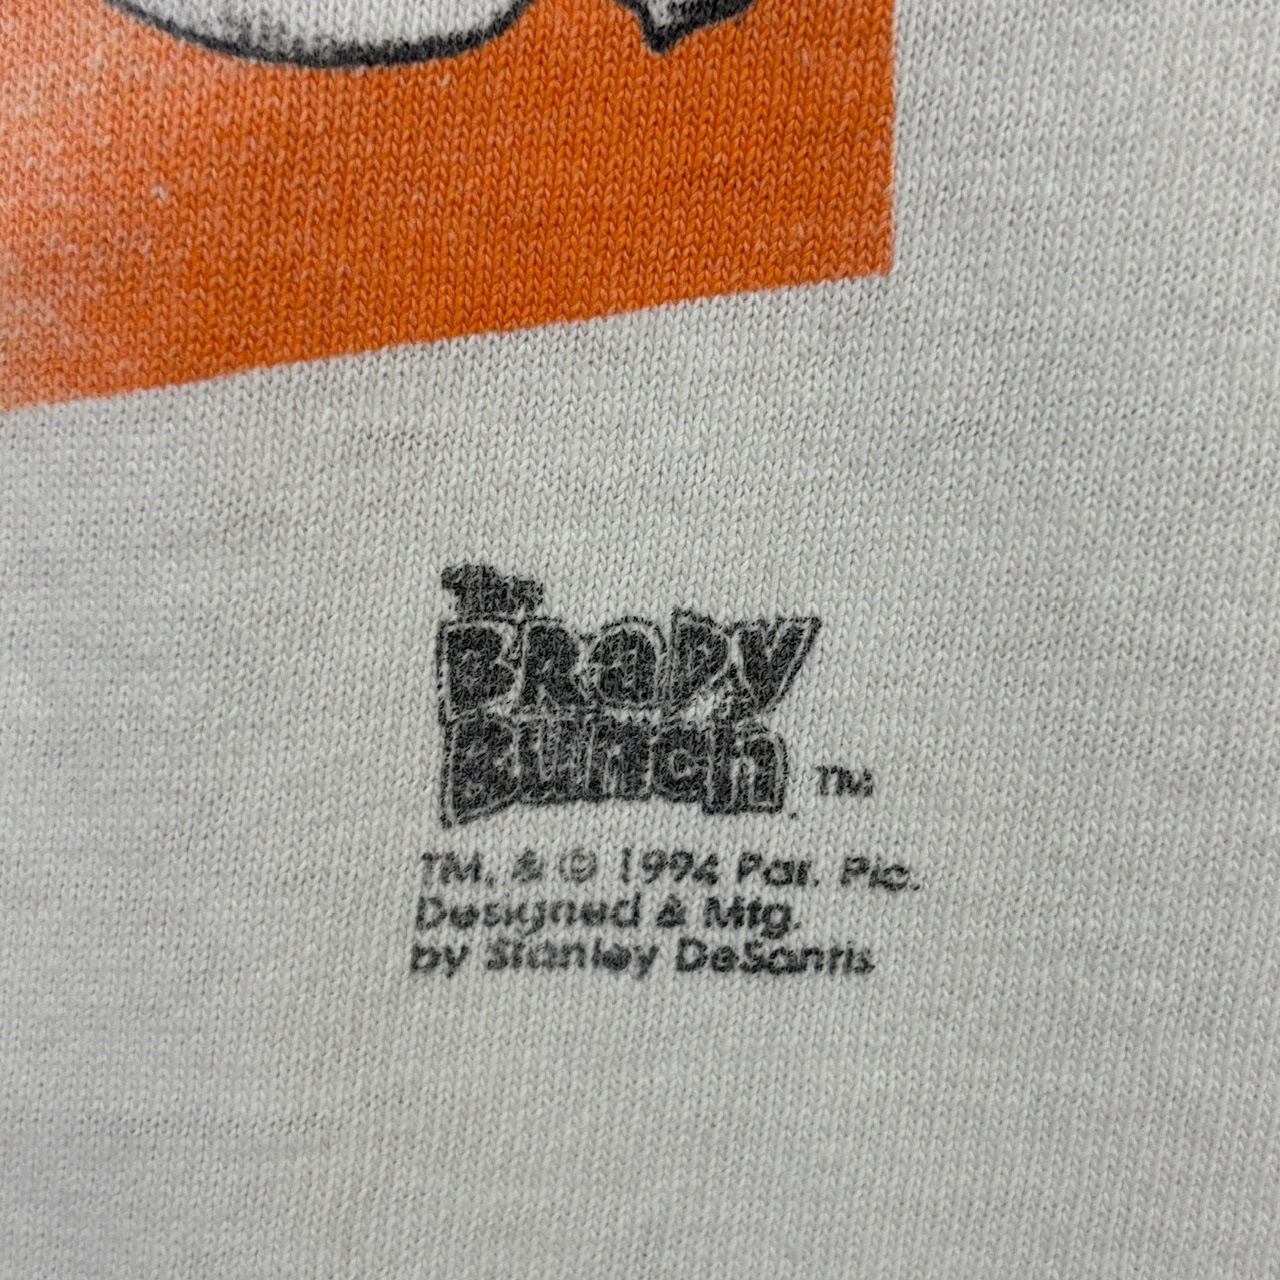 The
BRaDy
BUnch TM
TM. & © 1994 Par. Pic.
Designed & Mfg.
by Stanley DeSantis